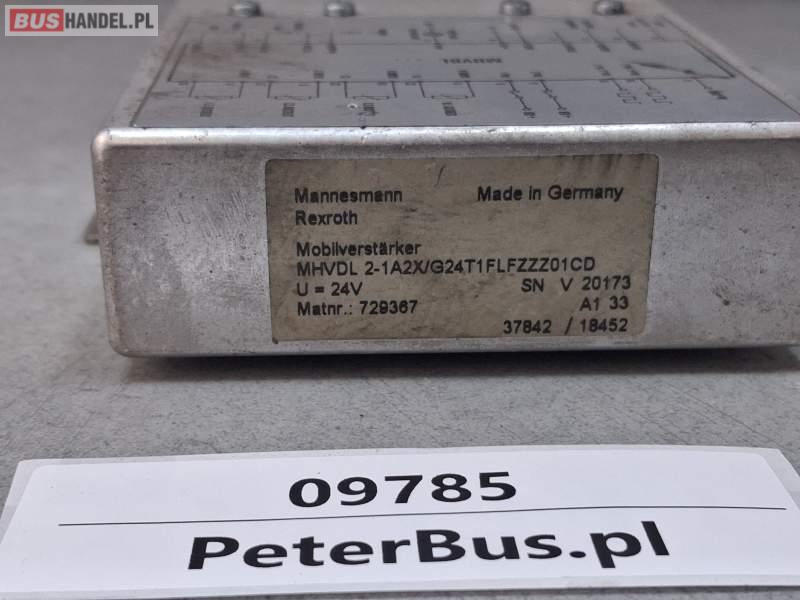 BUSHANDEL.PL
MHVDL
Mannesmann Made in Germany
Rexroth
Mobilverstärker
MHVDL 2-1A2X/G24T1FLFZZZ01CD
U = 24V SN V 20173
Matnr.: 729367 A1 33
37842 / 18452
09785
PeterBus.pl